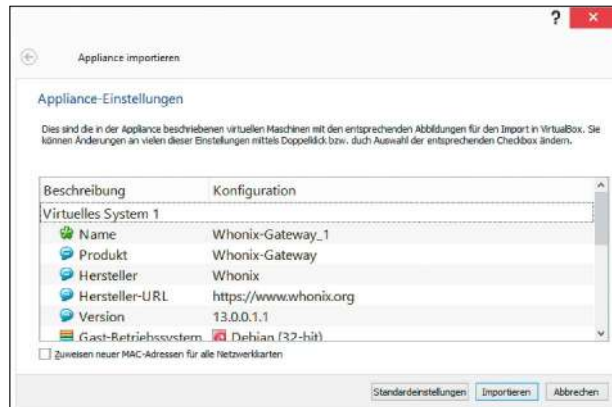 ?
Appliance importieren
Appliance-Einstellungen
Dies sind die in der Appliance beschriebenen virtuellen Maschinen mit den entsprechenden Abbildungen für den Import in VirtualBox. Sie
können Änderungen an vielen dieser Einstellungen mittels Doppelklick bzw. duch Auswahl der entsprechenden Checkbox ändern.
Beschreibung Konfiguration
Virtuelles System 1
Name Whonix-Gateway_1
Produkt Whonix-Gateway
Hersteller Whonix
Hersteller-URL https://www.whonix.org
Version 13.0.0.1.1
Gast-Betriebssystem Debian (32-bit)
Zuweisen neuer MAC-Adressen für alle Netzwerkkarten
Standardeinstellungen Importieren Abbrechen